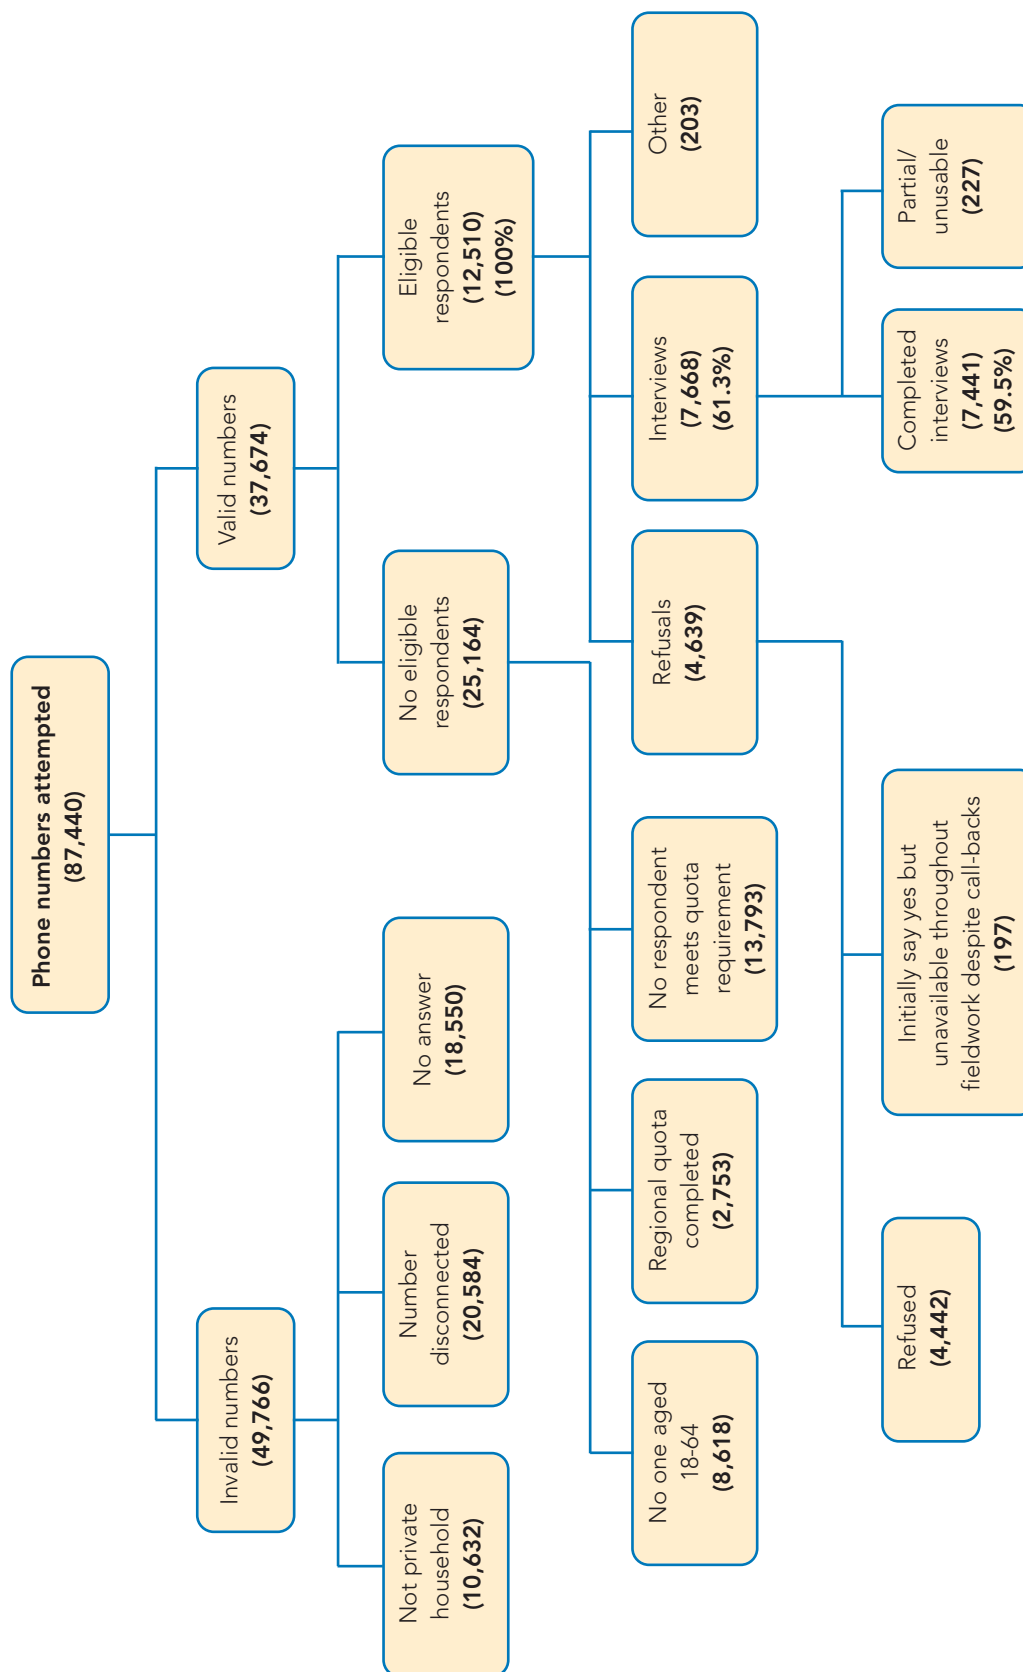 Phone numbers attempted
(87,440)
Invalid numbers
(49,766)
Valid numbers
(37,674)
Not private
household
(10,632)
Number
disconnected
(20,584)
No answer
(18,550)
No eligible
respondents
(25,164)
Eligible
respondents
(12,510)
(100%)
No one aged
18-64
(8,618)
Regional quota
completed
(2,753)
No respondent
meets quota
requirement
(13,793)
Refusals
(4,639)
Interviews
(7,668)
(61.3%)
Other
(203)
Refused
(4,442)
Initially say yes but
unavailable throughout
fieldwork despite call-backs
(197)
Completed
interviews
(7,441)
(59.5%)
Partial/
unusable
(227)